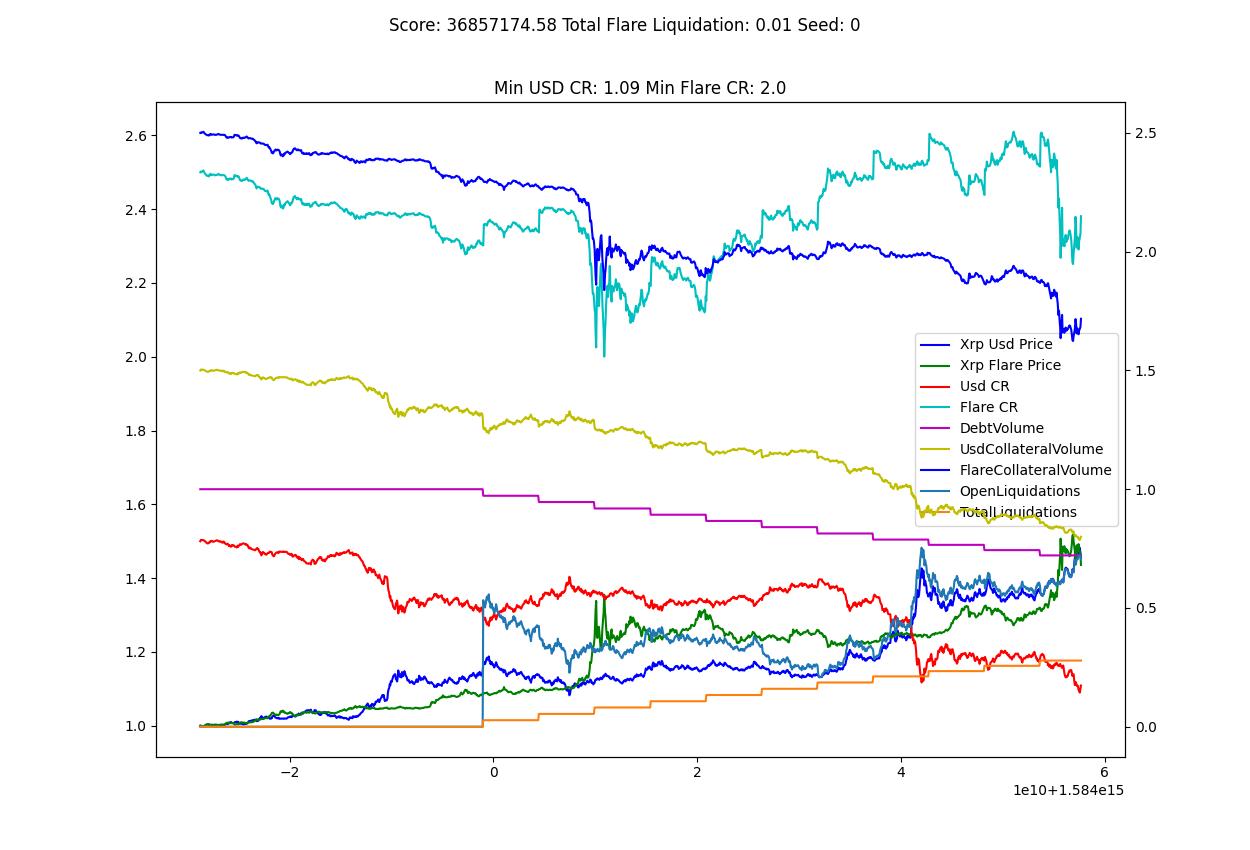 Score: 36857174.58 Total Flare Liquidation: 0.01 Seed: 0
Min USD CR: 1.09 Min Flare CR: 2.0
2.6
2.4
2.2
2.0
1.8
1.6
1.4
1.2
1.0
2.5
2.0
1.5
1.0
0.5
0.0
Xrp Usd Price
Xrp Flare Price
Usd CR
Flare CR
DebtVolume
UsdCollateralVolume
FlareCollateralVolume
OpenLiquidations
TotalLiquidations
−2
0
2
4
6
1e10+1.584e15